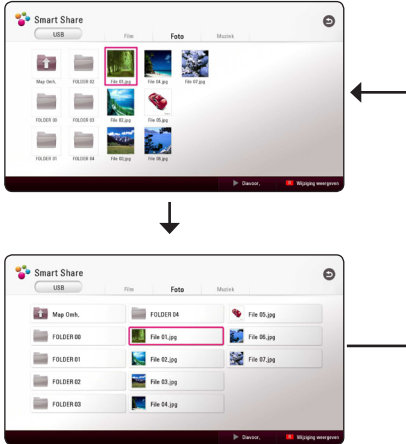 Smart Share
USB Film Foto Muziek
Map Omh. FOLDER 02 File 01.jpg File 04.jpg File 07.jpg
FOLDER 00 FOLDER 03 File 02.jpg File 05.jpg
FOLDER 01 FOLDER 04 File 03.jpg File 06.jpg
Diavoor. Wijziging weergeven
Smart Share
USB Film Foto Muziek
Map Omh. FOLDER 04 File 05.jpg
FOLDER 00 File 01.jpg File 06.jpg
FOLDER 01 File 02.jpg File 07.jpg
FOLDER 02 File 03.jpg
FOLDER 03 File 04.jpg
Diavoor. Wijziging weergeven